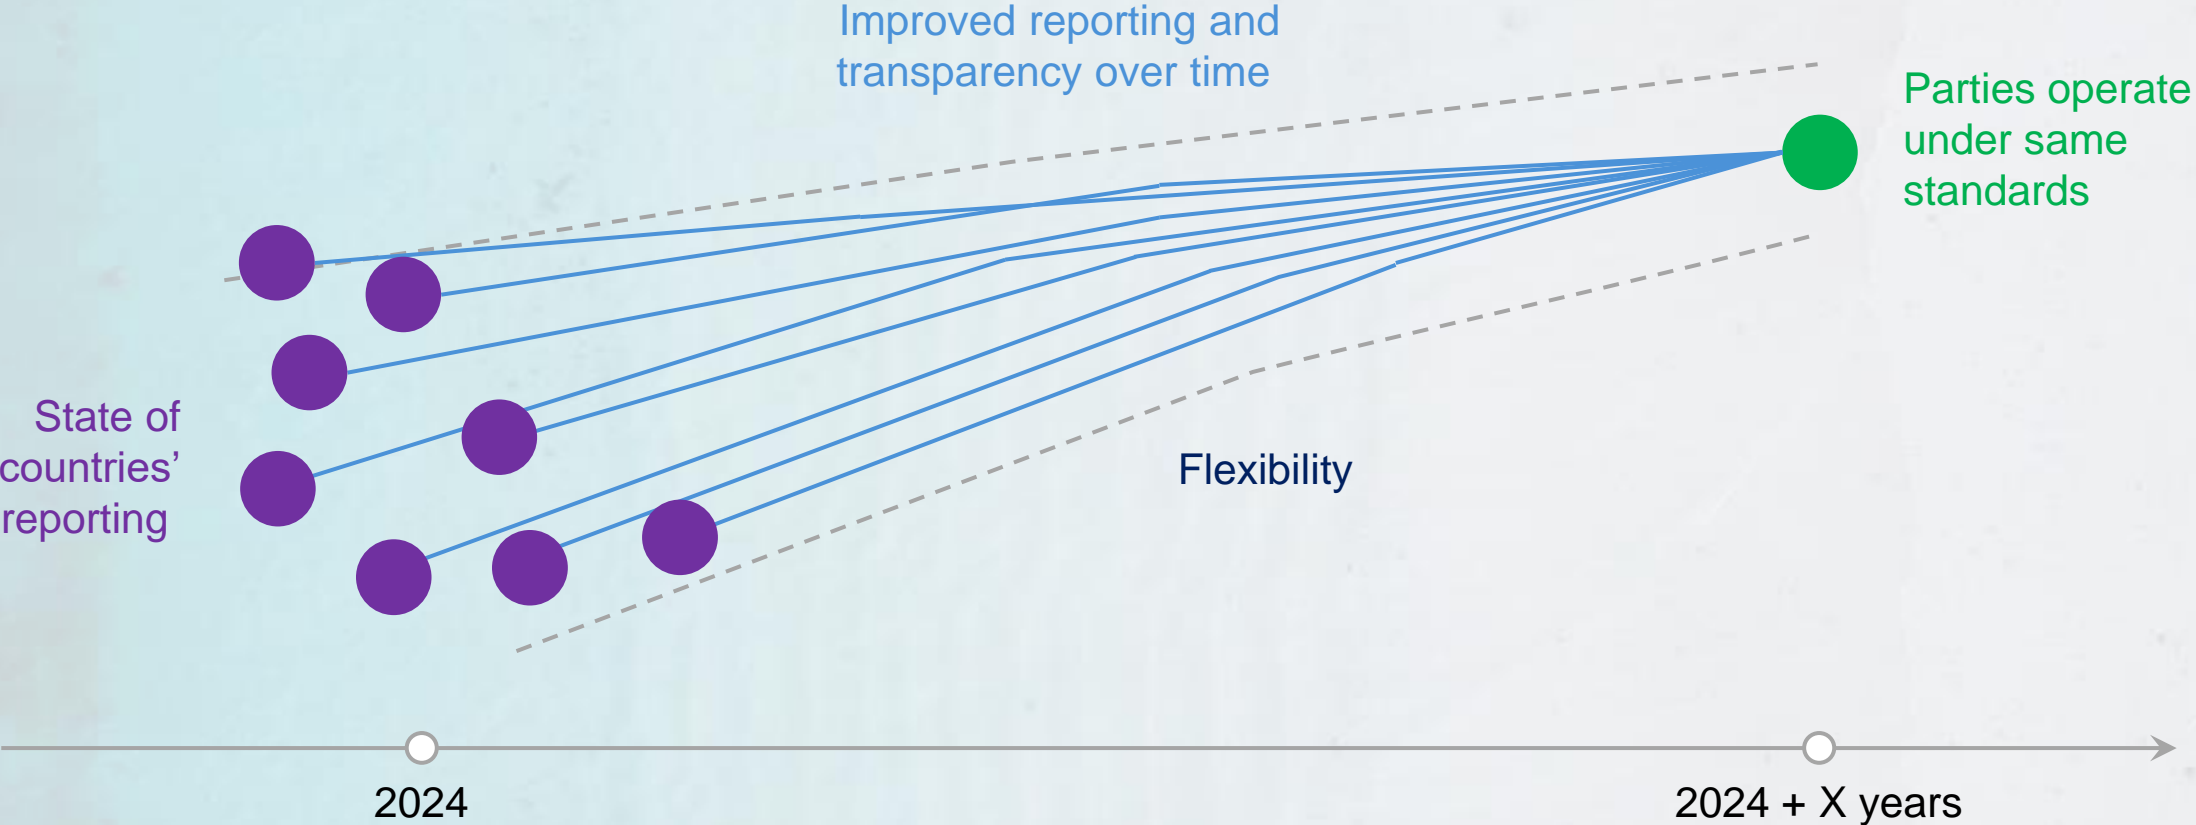 Improved reporting and
transparency over time
Parties operate
under same
standards
State of
countries’
reporting
Flexibility
2024
2024 + X years